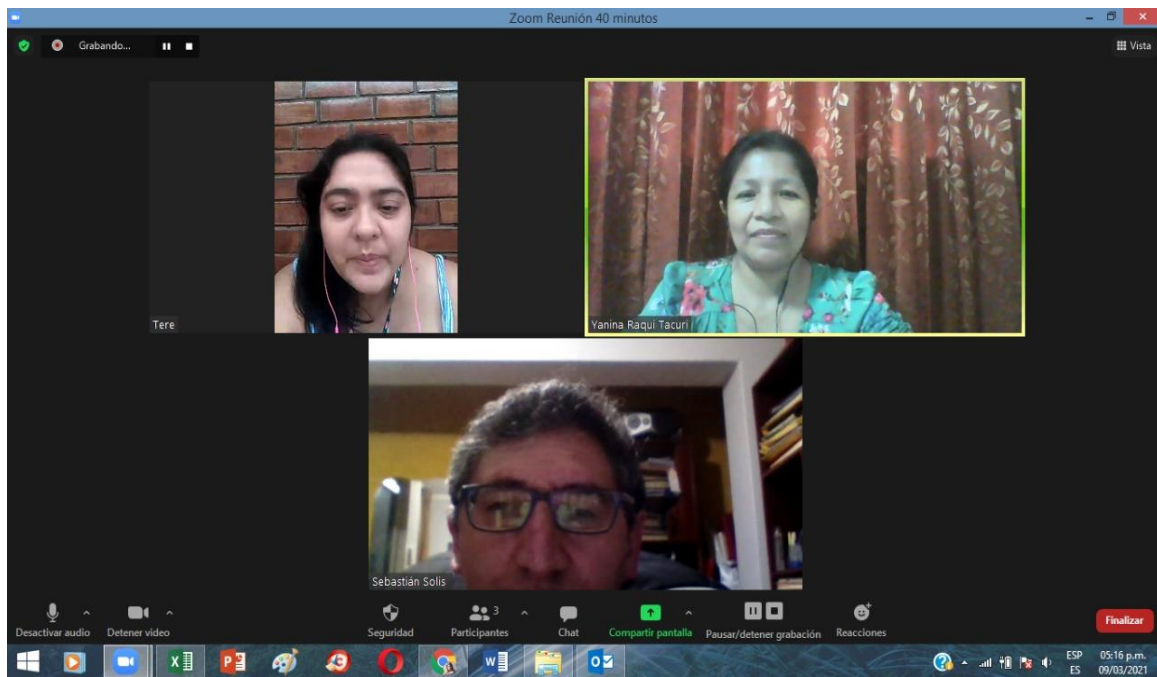 Zoom Reunión 40 minutos
Grabando...
Vista
Tere
Yanina Raqui Tacuri
Sebastián Solis
Desactivar audio
Detener video
Seguridad
Participantes
3
Chat
Compartir pantalla
Pausar/detener grabación
Reacciones
Finalizar
ESP
ES
05:16 p.m.
09/03/2021